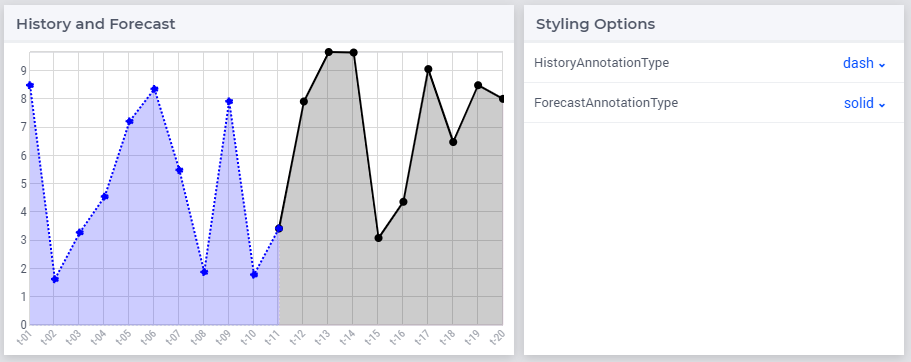 History and Forecast
9
8
7
6
5
4
3
2
1
0
t-01 t-02 t-03 t-04 t-05 t-06 t-07 t-08 t-09 t-10 t-11 t-12 t-13 t-14 t-15 t-16 t-17 t-18 t-19 t-20
Styling Options
HistoryAnnotationType dash
ForecastAnnotationType solid